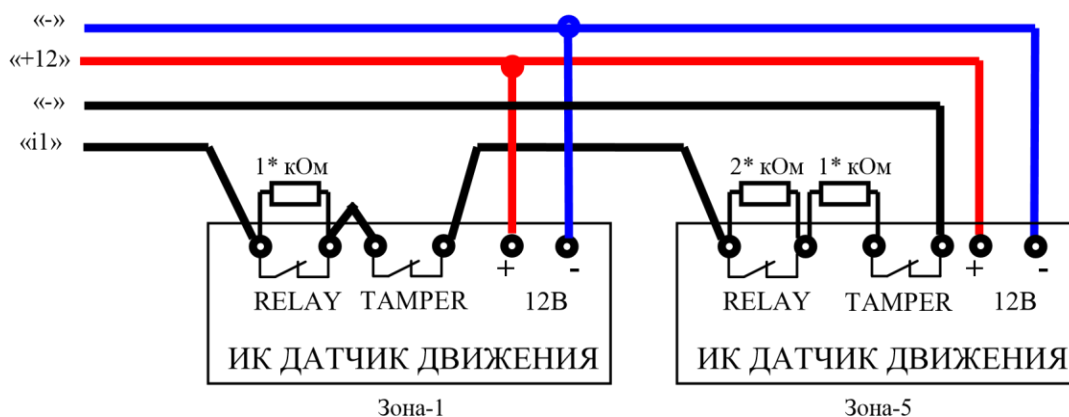 «-»
«+12»
«-»
«i1»
1* кОм
2* кОм 1* кОм
+ -
+ -
RELAY TAMPER 12В
RELAY TAMPER 12В
ИК ДАТЧИК ДВИЖЕНИЯ
ИК ДАТЧИК ДВИЖЕНИЯ
Зона-1
Зона-5